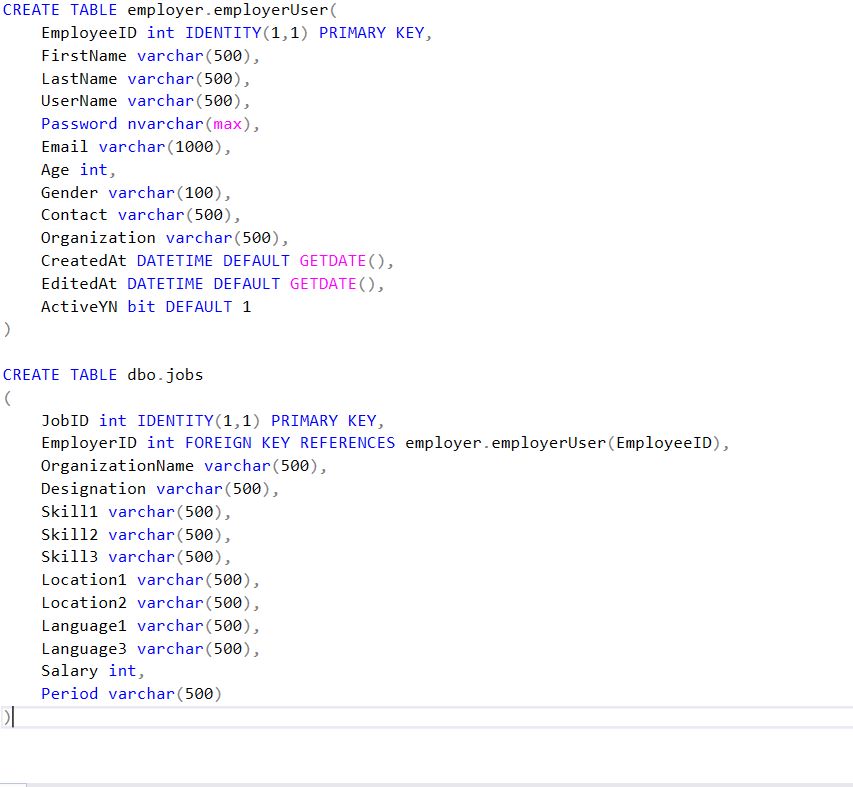 CREATE TABLE employer.employerUser(
EmployeeID int IDENTITY(1,1) PRIMARY KEY,
FirstName varchar(500),
LastName varchar(500),
UserName varchar(500),
Password nvarchar(max),
Email varchar(1000),
Age int,
Gender varchar(100),
Contact varchar(500),
Organization varchar(500),
CreatedAt DATETIME DEFAULT GETDATE(),
EditedAt DATETIME DEFAULT GETDATE(),
ActiveYN bit DEFAULT 1
)
CREATE TABLE dbo.jobs
(
JobID int IDENTITY(1,1) PRIMARY KEY,
EmployerID int FOREIGN KEY REFERENCES employer.employerUser(EmployeeID),
OrganizationName varchar(500),
Designation varchar(500),
Skill1 varchar(500),
Skill2 varchar(500),
Skill3 varchar(500),
Location1 varchar(500),
Location2 varchar(500),
Language1 varchar(500),
Language3 varchar(500),
Salary int,
Period varchar(500)
)